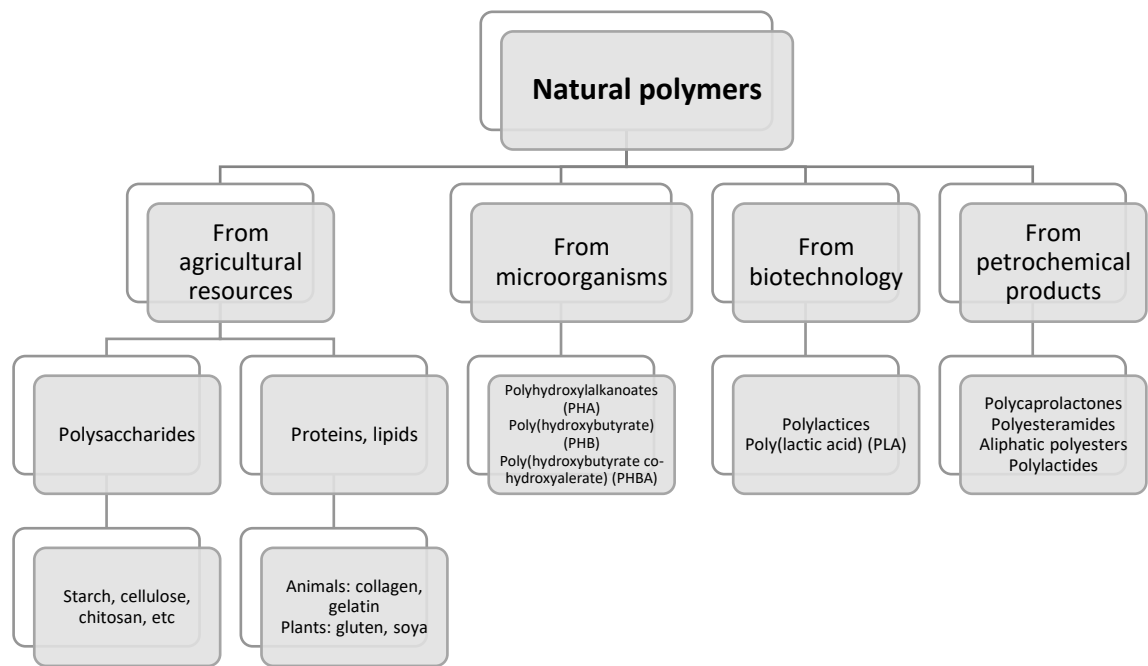 Natural polymers
From
agricultural
resources
From
microorganisms
From
biotechnology
From
petrochemical
products
Polysaccharides
Proteins, lipids
Polyhydroxylalkanoates
(PHA)
Poly(hydroxybutyrate)
(PHB)
Poly(hydroxybutyrate co-
hydroxyalerate) (PHBA)
Polylactices
Poly(lactic acid) (PLA)
Polycaprolactones
Polyesteramides
Aliphatic polyesters
Polylactides
Starch, cellulose,
chitosan, etc
Animals: collagen,
gelatin
Plants: gluten, soya